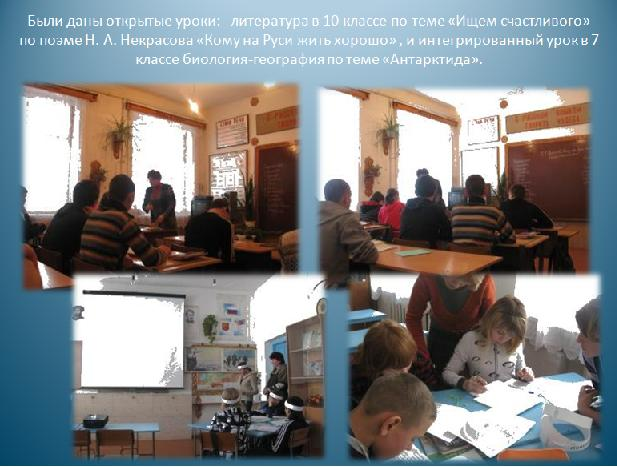 Были даны открытые уроки: литература в 10 классе по теме «Ищем счастливого»
по поэме Н. А. Некрасова «Кому на Руси жить хорошо» , и интегрированный урок в 7
классе биология-география по теме «Антарктида».